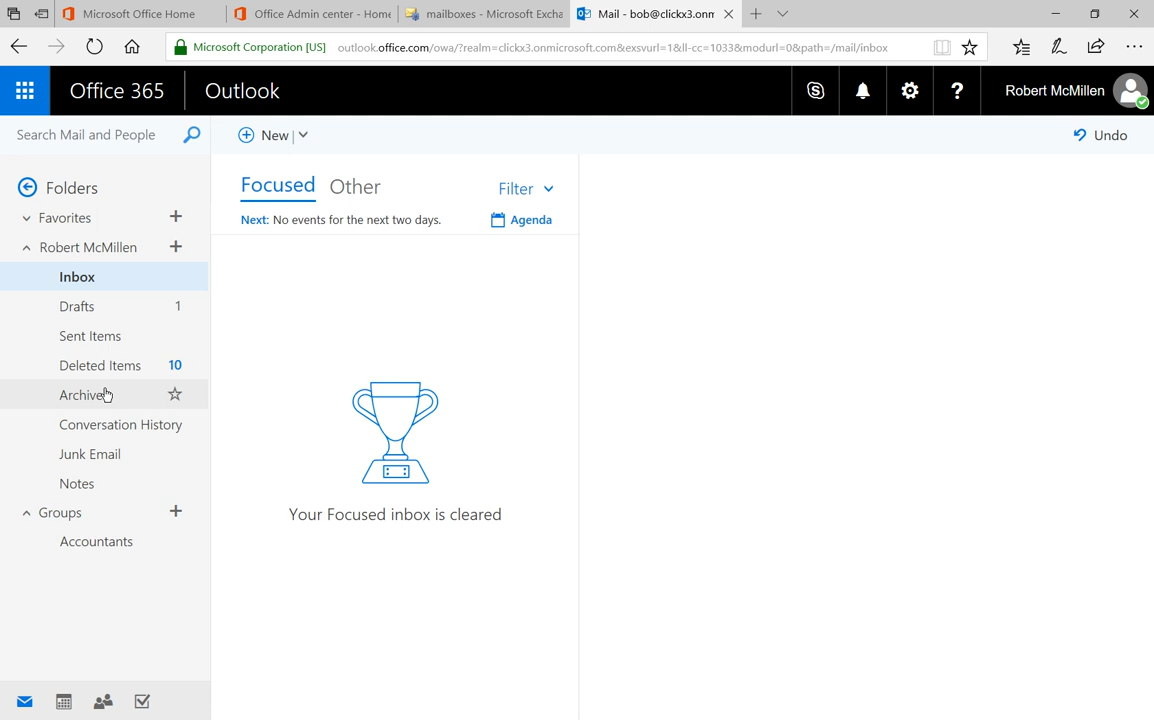 Microsoft Office Home
Office Admin center - Home
mailboxes - Microsoft Excha
Mail - bob@clickx3.onm
Microsoft Corporation [US]
outlook.office.com/owa/?realm=clickx3.onmicrosoft.com&exsvurl=1&ll-cc=1033&modurl=0&path=/mail/inbox
Office 365
Outlook
?
Robert McMillen
Search Mail and People
New
Undo
Folders
Favorites
Robert McMillen
Inbox
Drafts 1
Sent Items
Deleted Items 10
Archive
Conversation History
Junk Email
Notes
Groups
Accountants
Focused Other
Filter
Next: No events for the next two days.
Agenda
Your Focused inbox is cleared